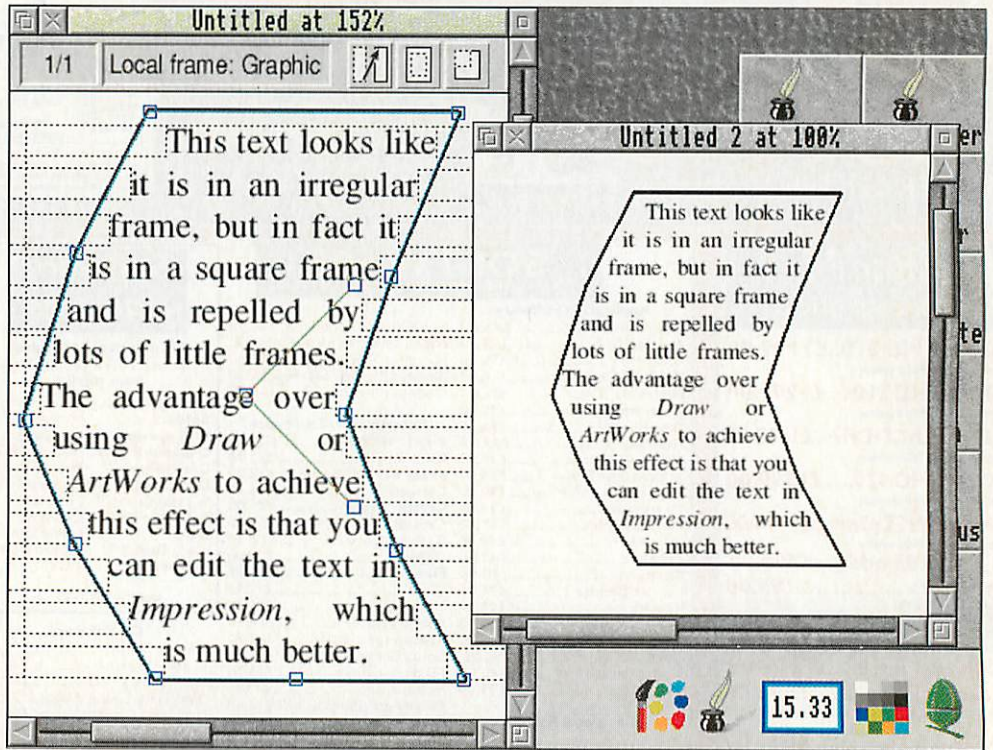 Untitled at 152%
1/1
Local frame: Graphic
This text looks like
it is in an irregular
frame, but in fact it
is in a square frame
and is repelled by
lots of little frames.
The advantage over
using Draw or
ArtWorks to achieve
this effect is that you
can edit the text in
Impression, which
is much better.
Untitled 2 at 100%
This text looks like
it is in an irregular
frame, but in fact it
is in a square frame
and is repelled by
lots of little frames.
The advantage over
using Draw or
ArtWorks to achieve
this effect is that you
can edit the text in
Impression, which
is much better.
er
r
te
us
15.33